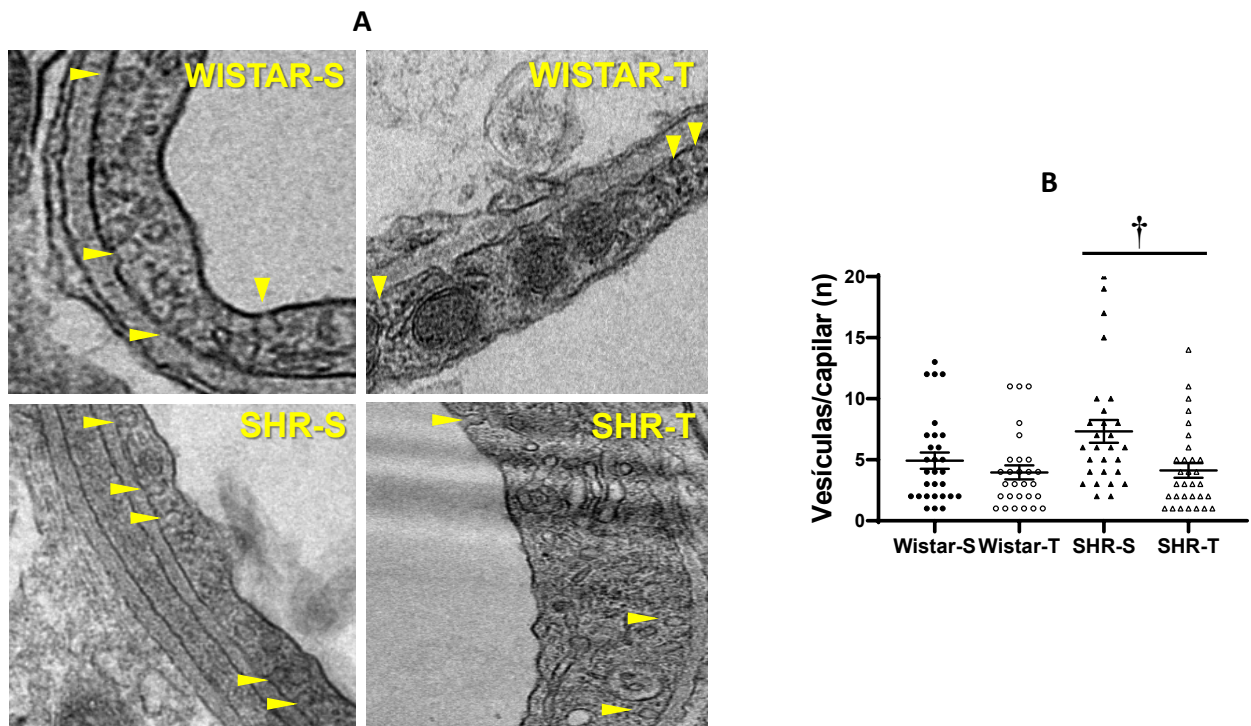 A
WISTAR-S
WISTAR-T
SHR-S
SHR-T
B
†
Vesículas/capilar (n)
20
15
10
5
0
Wistar-S Wistar-T SHR-S SHR-T